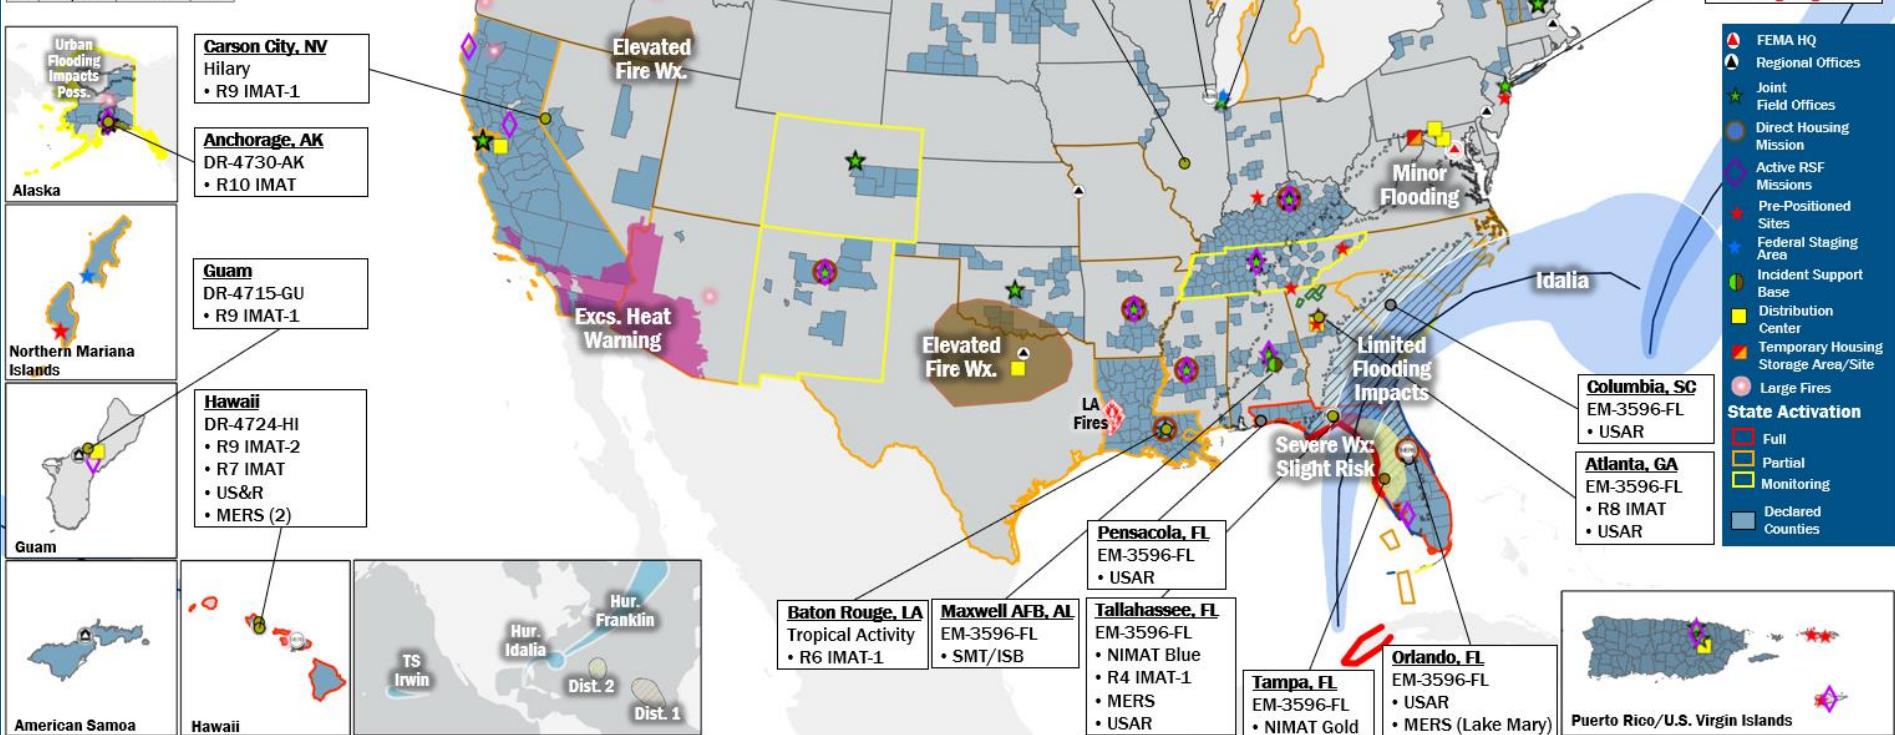 Urban
Flooding
Impacts
Poss.
Alaska
Carson City, NV
Hilary
• R9 IMAT-1
Anchorage, AK
DR-4730-AK
• R10 IMAT
Northern Mariana
Islands
Guam
DR-4715-GU
• R9 IMAT-1
Guam
Hawaii
DR-4724-HI
• R9 IMAT-2
• R7 IMAT
• US&R
• MERS (2)
American Samoa
Hawaii
TS
Irwin
Hur.
Idalia
Hur.
Franklin
Dist. 2
Dist. 1
Elevated
Fire Wx.
Excs. Heat
Warning
Elevated
Fire Wx.
LA
Fires
Minor
Flooding
Limited
Flooding
Impacts
Severe Wx:
Slight Risk
Idalia
Baton Rouge, LA
Tropical Activity
• R6 IMAT-1
Maxwell AFB, AL
EM-3596-FL
• SMT/ISB
Pensacola, FL
EM-3596-FL
• USAR
Tallahassee, FL
EM-3596-FL
• NIMAT Blue
• R4 IMAT-1
• MERS
• USAR
Tampa, FL
EM-3596-FL
• NIMAT Gold
Orlando, FL
EM-3596-FL
• USAR
• MERS (Lake Mary)
Columbia, SC
EM-3596-FL
• USAR
Atlanta, GA
EM-3596-FL
• R8 IMAT
• USAR
Puerto Rico/U.S. Virgin Islands
FEMA HQ
Regional Offices
Joint
Field Offices
Direct Housing
Mission
Active RSF
Missions
Pre-Positioned
Sites
Federal Staging
Area
Incident Support
Base
Distribution
Center
Temporary Housing
Storage Area/Site
Large Fires
State Activation
Full
Partial
Monitoring
Declared
Counties